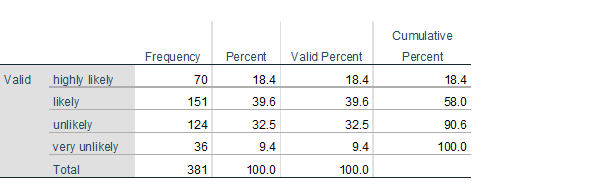 Cumulative
Frequency Percent Valid Percent Percent
Valid highly likely 70 18.4 18.4 18.4
likely 151 39.6 39.6 58.0
unlikely 124 32.5 32.5 90.6
very unlikely 36 9.4 9.4 100.0
Total 381 100.0 100.0